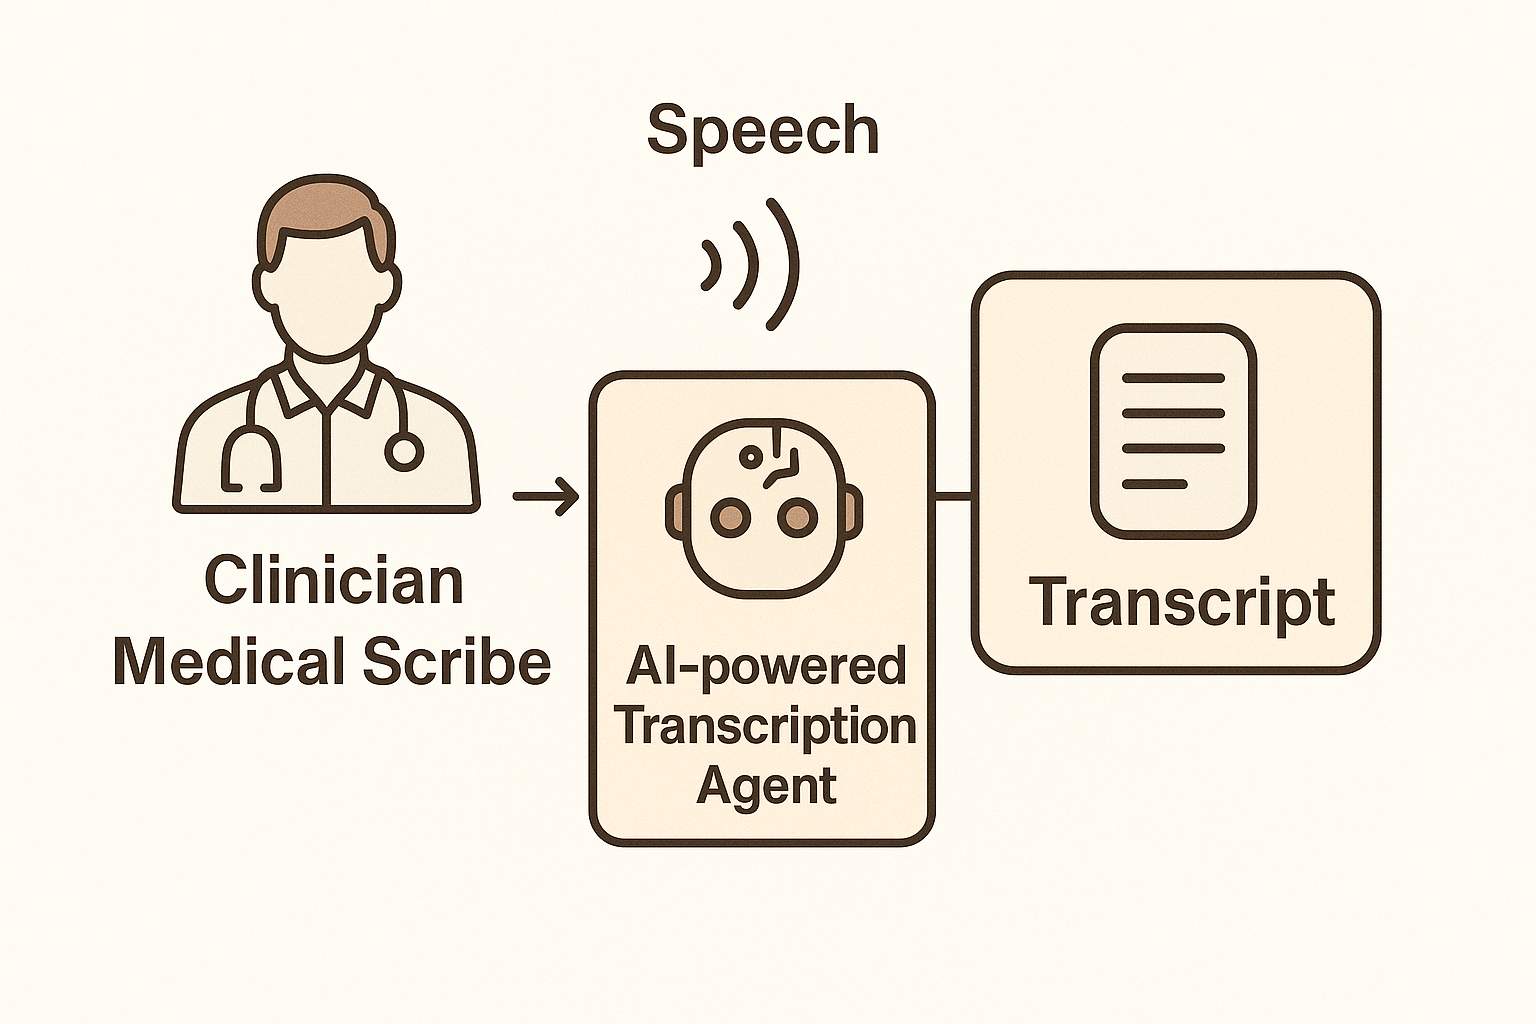 Speech
Clinician
Medical Scribe
AI-powered
Transcription
Agent
Transcript